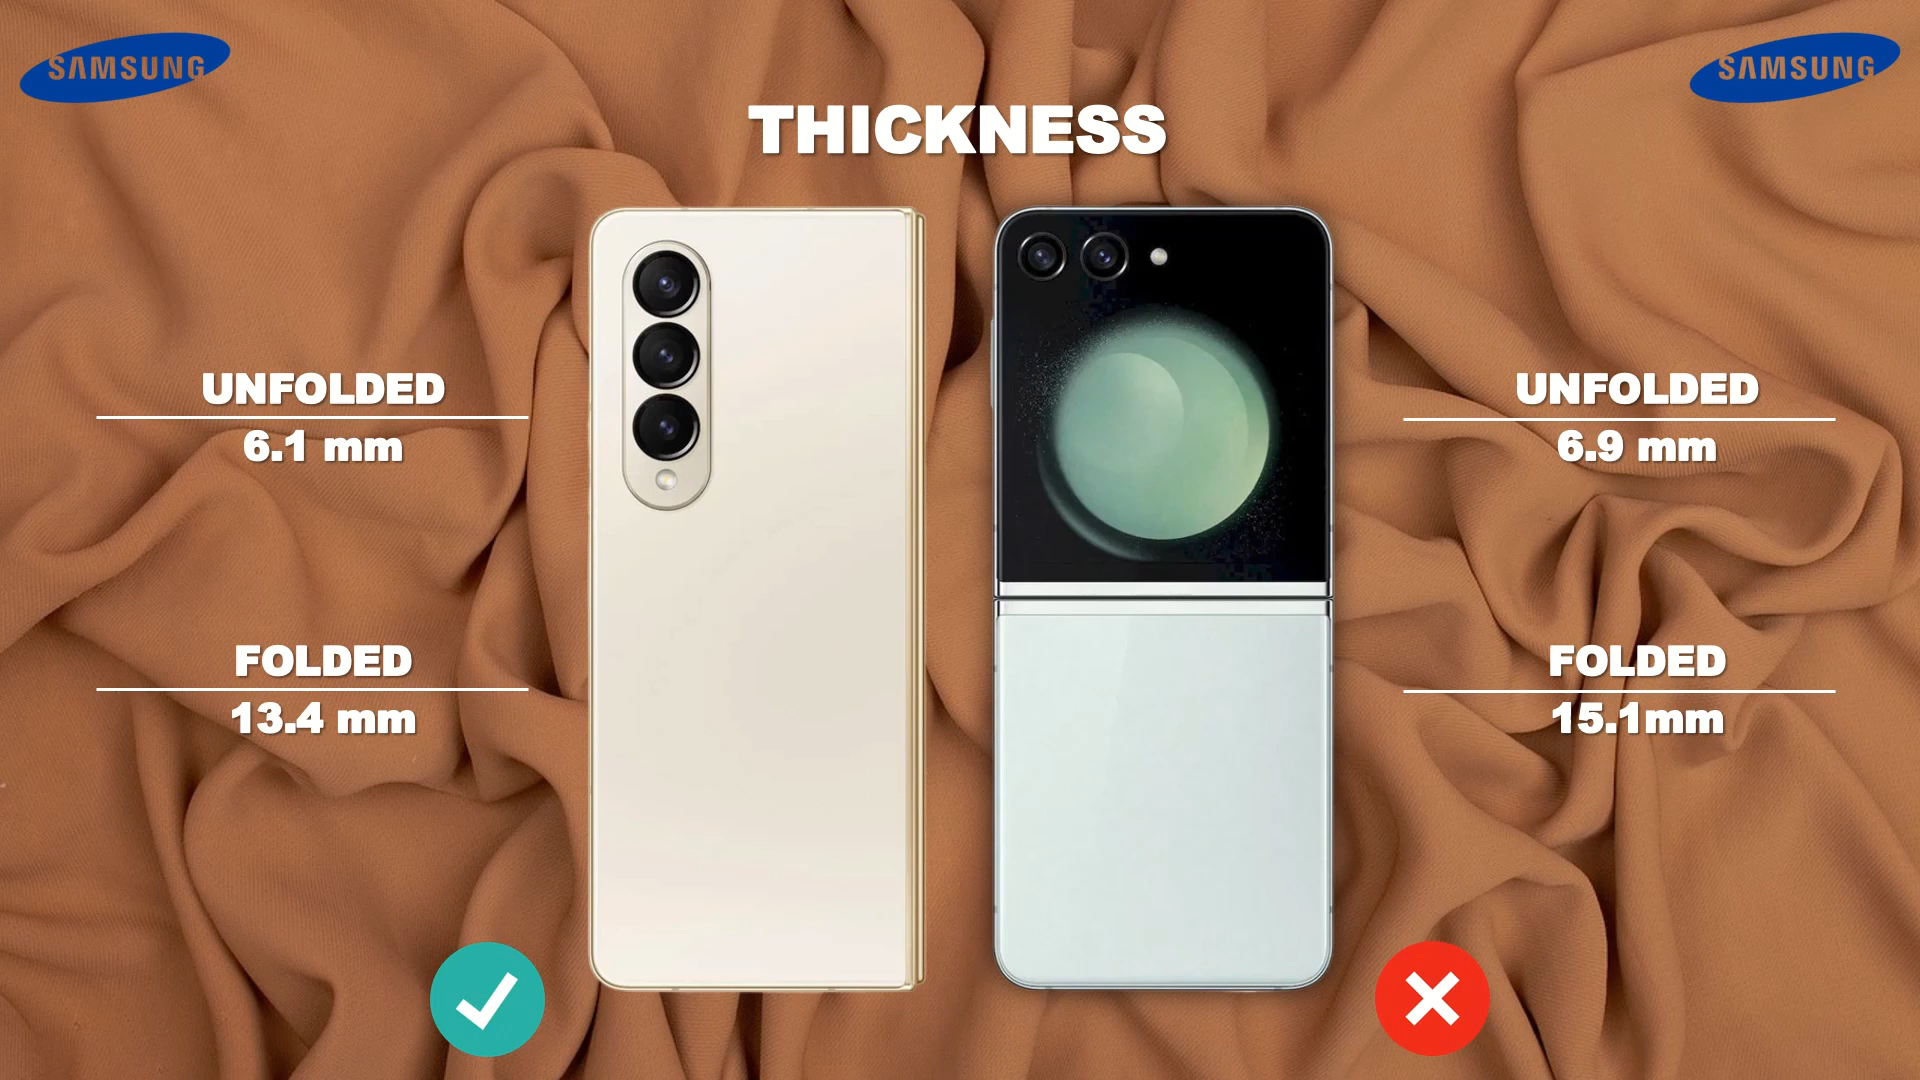 SAMSUNG
SAMSUNG
THICKNESS
UNFOLDED
6.1 mm
FOLDED
13.4 mm
UNFOLDED
6.9 mm
FOLDED
15.1mm